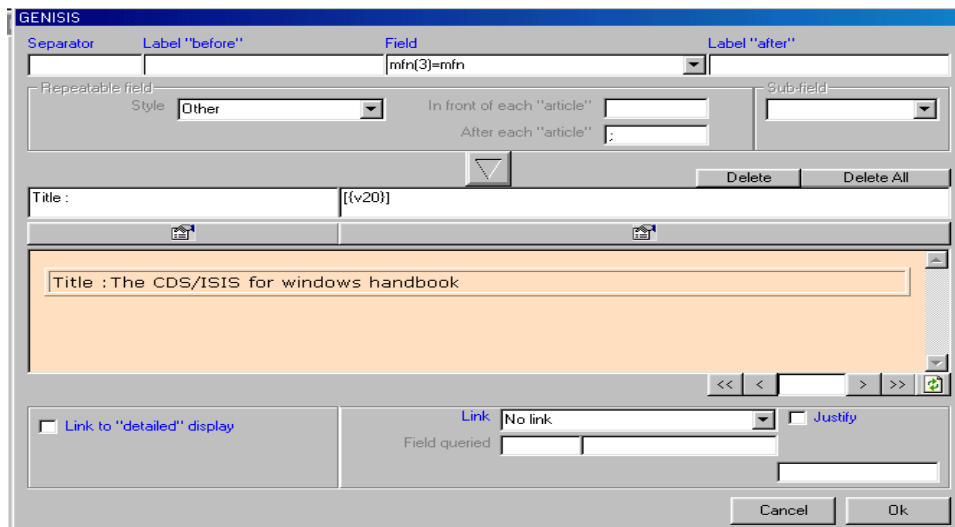 GENISIS
Separator Label "before" Field Label "after"
mfn(3)=mfn
Repeatable field Sub-field
Style Other In front of each "article"
After each "article" ;
Delete Delete All
Title : [{v20}]
Title :The CDS/ISIS for windows handbook
<< < > >>
Link to "detailed" display Link No link Justify
Field queried
Cancel Ok